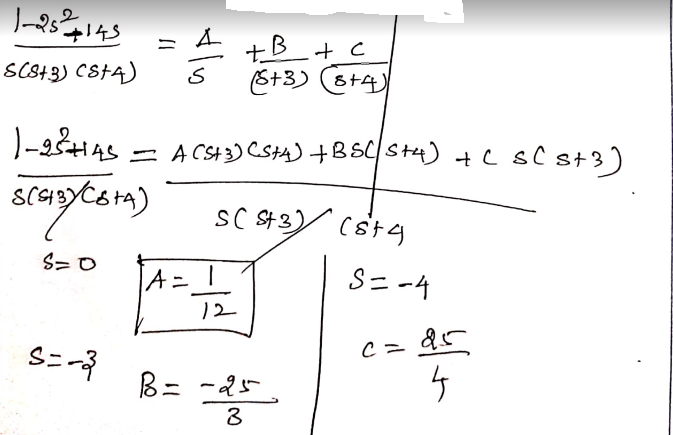 1-2s²+14s / s(s+3)(s+4) = A/s + B/(s+3) + C/(s+4)
1-2s²+14s / s(s+3)(s+4) = A(s+3)(s+4) + Bs(s+4) + C s(s+3) / s(s+3)(s+4
s=0
A = 1/12
s=-4
s=-3
C = 25/4
B = -25/3